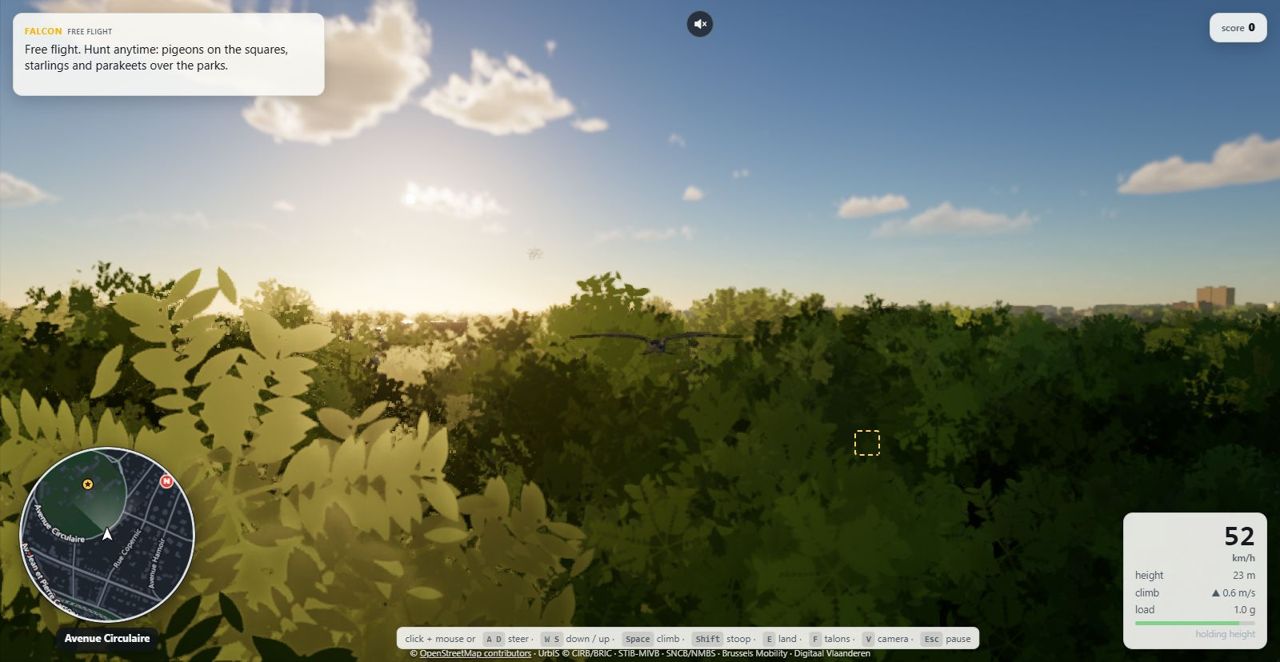 FALCON FREE FLIGHT
Free flight. Hunt anytime: pigeons on the squares,
starlings and parakeets over the parks.
score 0
Avenue Circulaire
Rue Copernic
Avenue Hamoir
H
Avenue Circulaire
52
km/h
height 23 m
climb ▲ 0.6 m/s
load 1.0 g
holding height
click + mouse or A D steer · W S down / up · Space climb · Shift stoop · E land · F talons · V camera · Esc pause
© OpenStreetMap contributors · UrbIS © CIRB/BRIC · STIB-MIVB · SNCB/NMBS · Brussels Mobility · Digitaal Vlaanderen